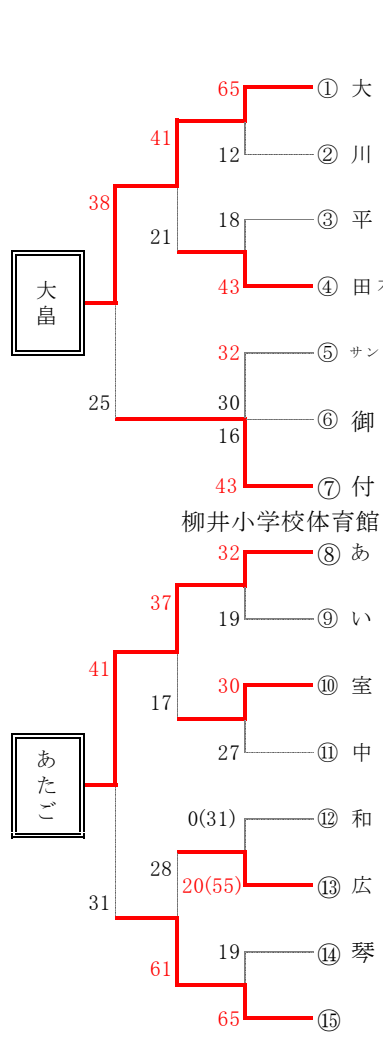 65
① 大
41
12
② 川
38
18
③ 平
21
43
④ 田
大畠
32
⑤ サン
25
30
⑥ 御
16
43
⑦ 付
柳井小学校体育館
32
⑧ あ
37
19
⑨ い
41
30
⑩ 室
17
27
⑪ 中
あたご
0(31)
⑫ 和
28
20(55)
⑬ 広
31
19
⑭ 琴
61
65
⑮